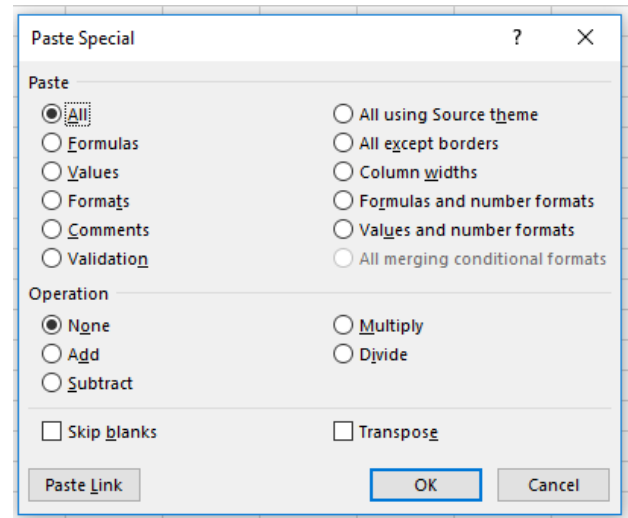 Paste Special ?
Paste
All
Formulas
Values
Formats
Comments
Validation
All using Source theme
All except borders
Column widths
Formulas and number formats
Values and number formats
All merging conditional formats
Operation
None
Add
Subtract
Multiply
Divide
Skip blanks
Transpose
Paste Link
OK
Cancel